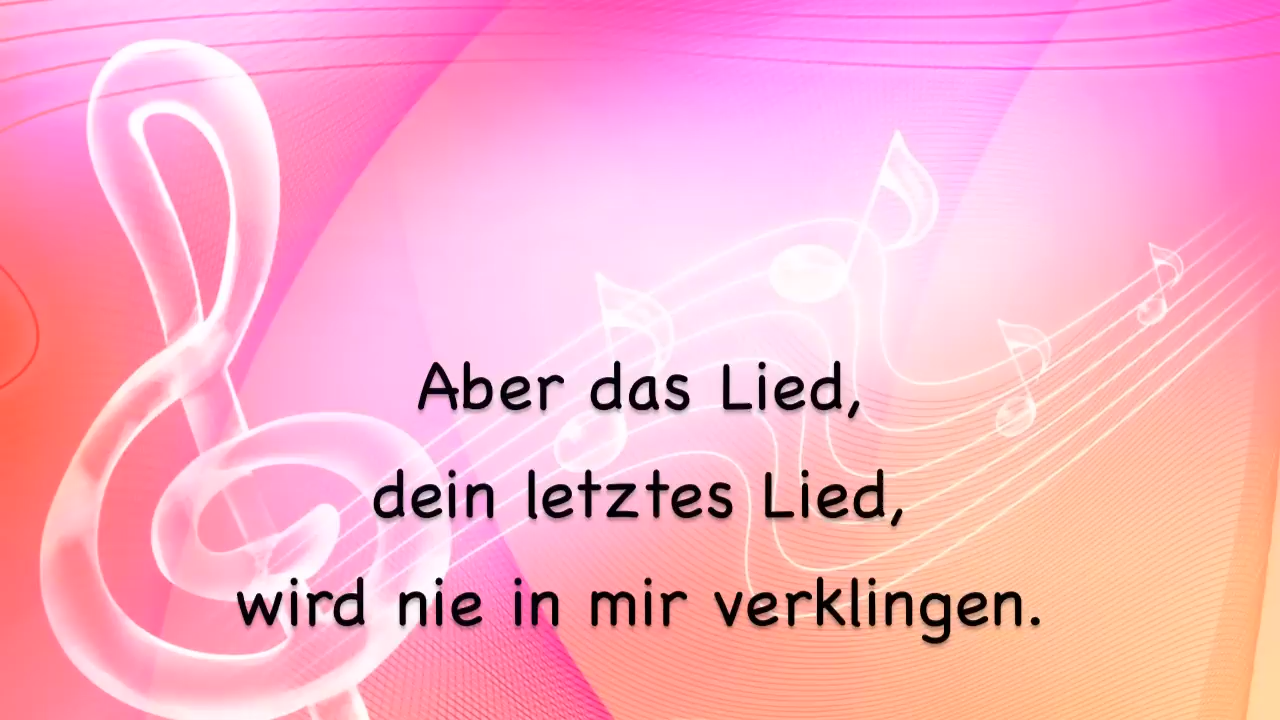 Aber das Lied,
dein letztes Lied,
wird nie in mir verklingen.